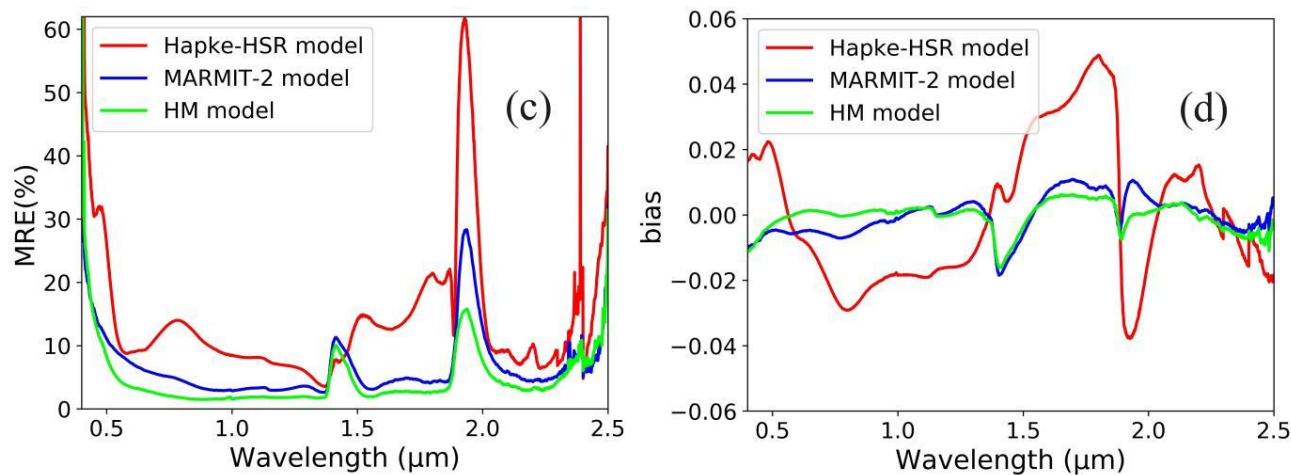 Hapke-HSR model
MARMIT-2 model
HM model
(c)
60
50
40
30
20
10
0
MRE(%)
0.5 1.0 1.5 2.0 2.5
Wavelength (μm)
Hapke-HSR model
MARMIT-2 model
HM model
(d)
0.06
0.04
0.02
0.00
−0.02
−0.04
−0.06
bias
0.5 1.0 1.5 2.0 2.5
Wavelength (μm)